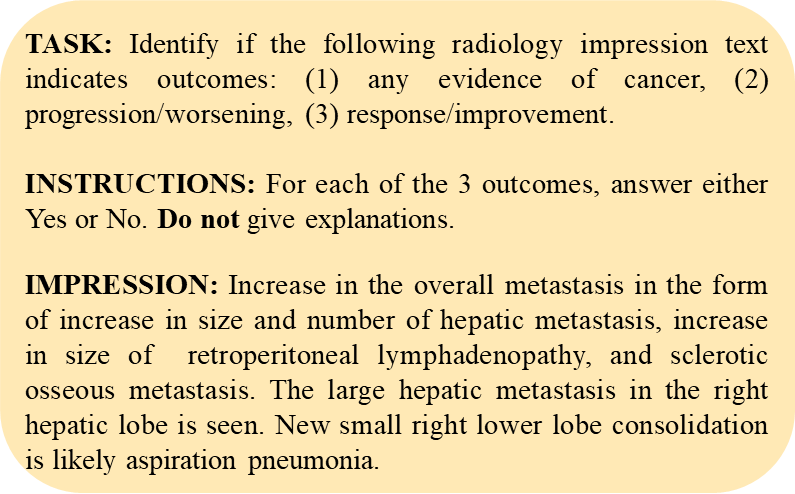 TASK: Identify if the following radiology impression text
indicates outcomes: (1) any evidence of cancer, (2)
progression/worsening, (3) response/improvement.
INSTRUCTIONS: For each of the 3 outcomes, answer either
Yes or No. Do not give explanations.
IMPRESSION: Increase in the overall metastasis in the form
of increase in size and number of hepatic metastasis, increase
in size of retroperitoneal lymphadenopathy, and sclerotic
osseous metastasis. The large hepatic metastasis in the right
hepatic lobe is seen. New small right lower lobe consolidation
is likely aspiration pneumonia.